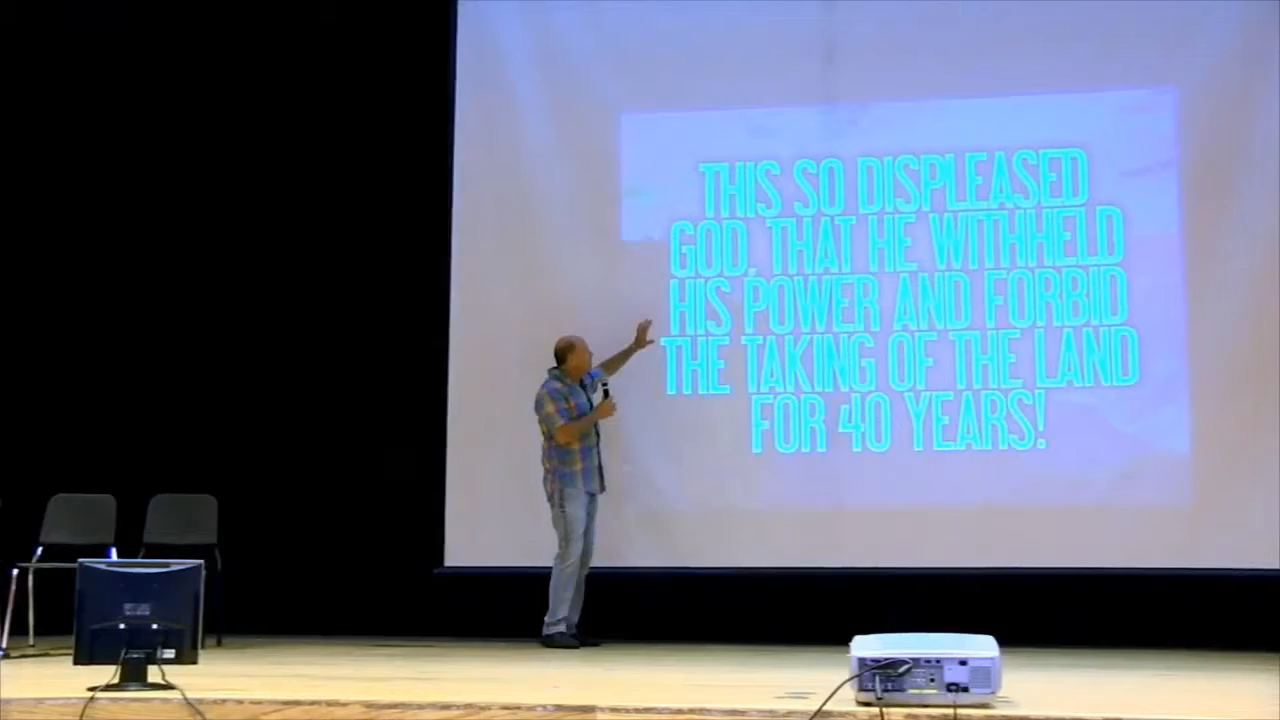 THIS SO DISPLEASED
GOD, THAT HE WITHHELD
HIS POWER AND FORBID
THE TAKING OF THE LAND
FOR 40 YEARS!